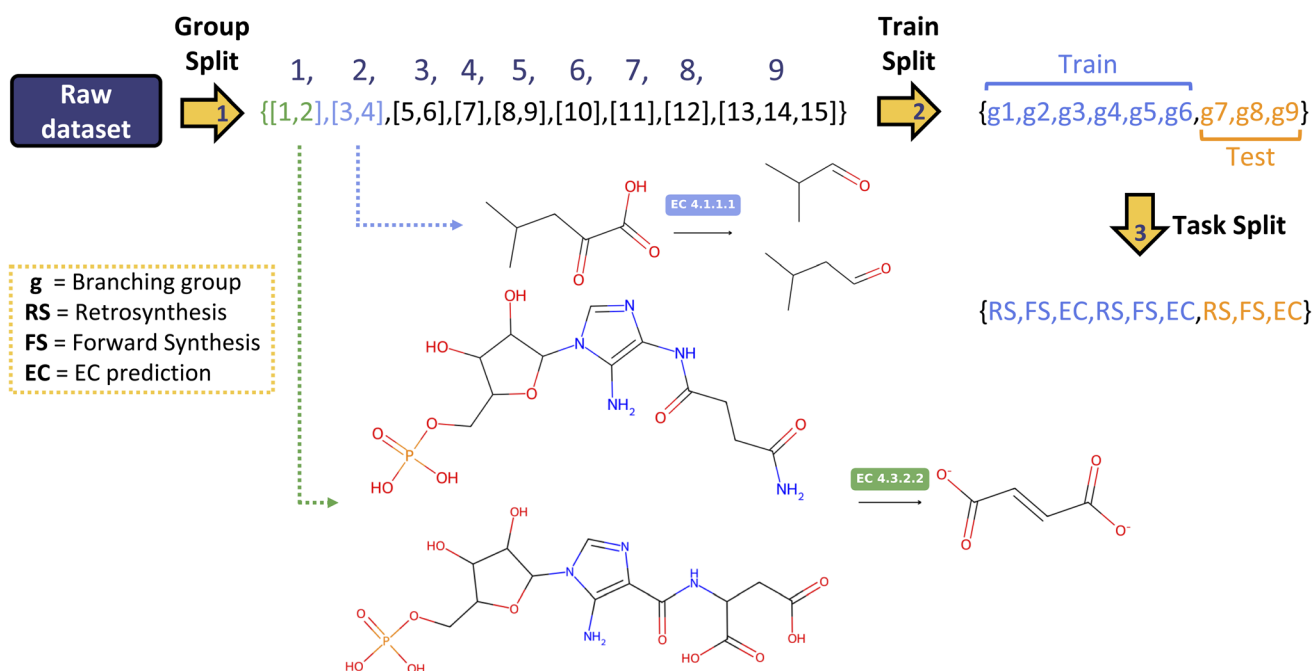 Group
Split
Train
Split
1, 2, 3, 4, 5, 6, 7, 8, 9
Raw
dataset
1
{[1,2],[3,4],[5,6],[7],[8,9],[10],[11],[12],[13,14,15]}
2
Train
{g1,g2,g3,g4,g5,g6,g7,g8,g9}
Test
3
Task Split
{RS,FS,EC,RS,FS,EC,RS,FS,EC}
g = Branching group
RS = Retrosynthesis
FS = Forward Synthesis
EC = EC prediction
OH
O
O
EC 4.1.1.1
O
O
OH
HO
O
N
N
NH
NH₂
O
O
NH₂
O
O
P
OH
HO
EC 4.3.2.2
O⁻
O
O
O⁻
OH
HO
O
N
N
NH₂
O
H
N
O
OH
HO
O
O
O
P
HO
OH